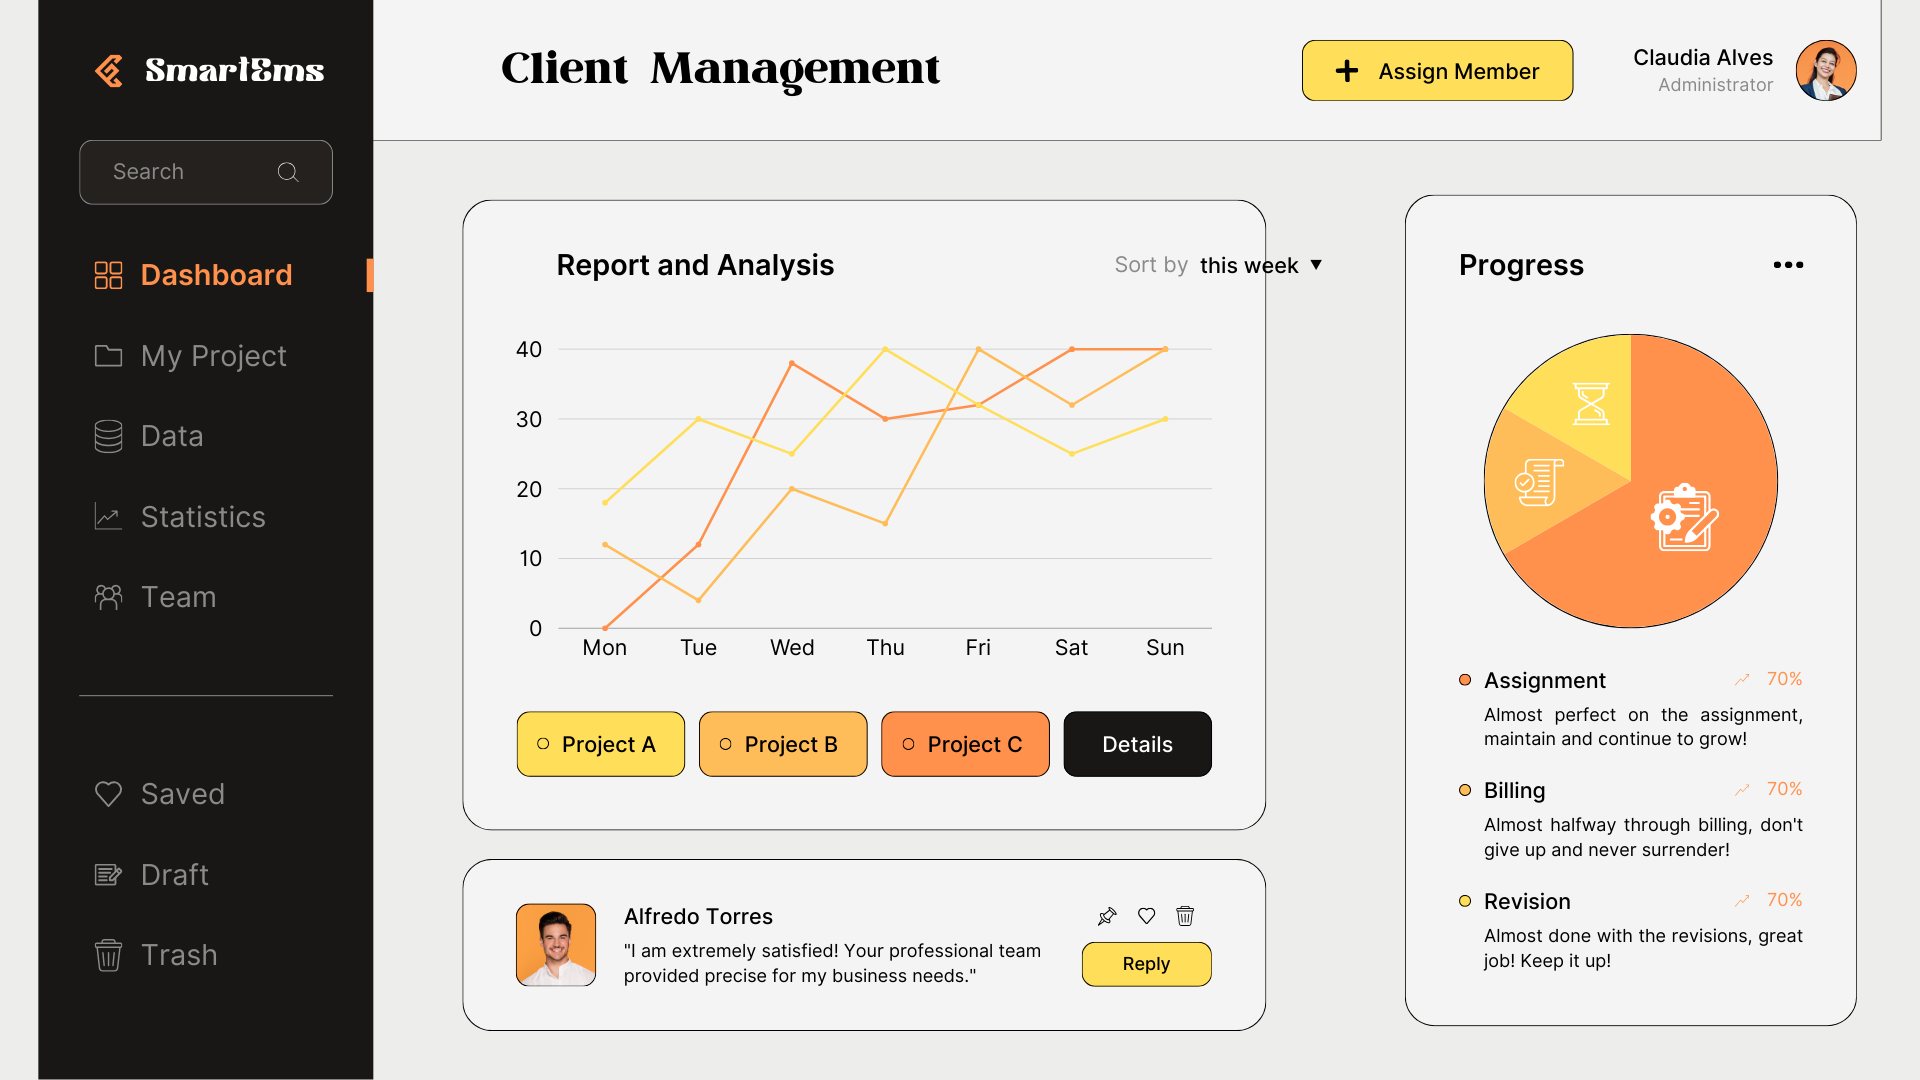 SmartEms
Search
Dashboard
My Project
Data
Statistics
Team
Saved
Draft
Trash
Client Management
Assign Member
Claudia Alves
Administrator
Report and Analysis
Sort by this week
40
30
20
10
0
Mon Tue Wed Thu Fri Sat Sun
Project A
Project B
Project C
Details
Alfredo Torres
"I am extremely satisfied! Your professional team
provided precise for my business needs."
Reply
Progress
Assignment 70%
Almost perfect on the assignment,
maintain and continue to grow!
Billing 70%
Almost halfway through billing, don't
give up and never surrender!
Revision 70%
Almost done with the revisions, great
job! Keep it up!